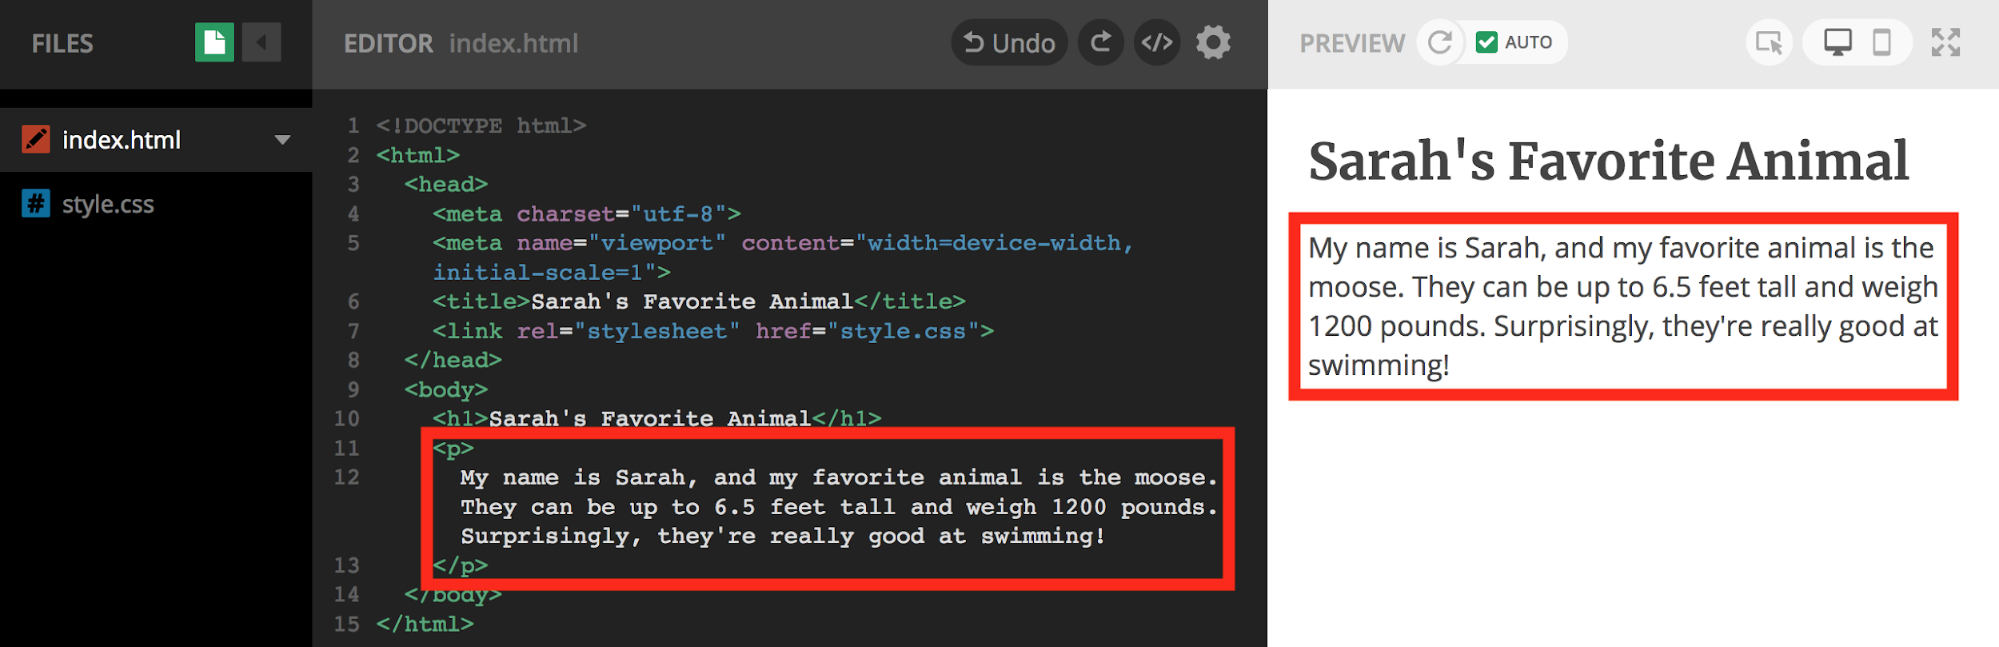 FILES
index.html
style.css
EDITOR index.html
Undo
</>
1 <!DOCTYPE html>
2 <html>
3 <head>
4 <meta charset="utf-8">
5 <meta name="viewport" content="width=device-width,
initial-scale=1">
6 <title>Sarah's Favorite Animal</title>
7 <link rel="stylesheet" href="style.css">
8 </head>
9 <body>
10 <h1>Sarah's Favorite Animal</h1>
11 <p>
12 My name is Sarah, and my favorite animal is the moose.
They can be up to 6.5 feet tall and weigh 1200 pounds.
Surprisingly, they're really good at swimming!
13 </p>
14 </body>
15 </html>
PREVIEW
AUTO
Sarah's Favorite Animal
My name is Sarah, and my favorite animal is the
moose. They can be up to 6.5 feet tall and weigh
1200 pounds. Surprisingly, they're really good at
swimming!